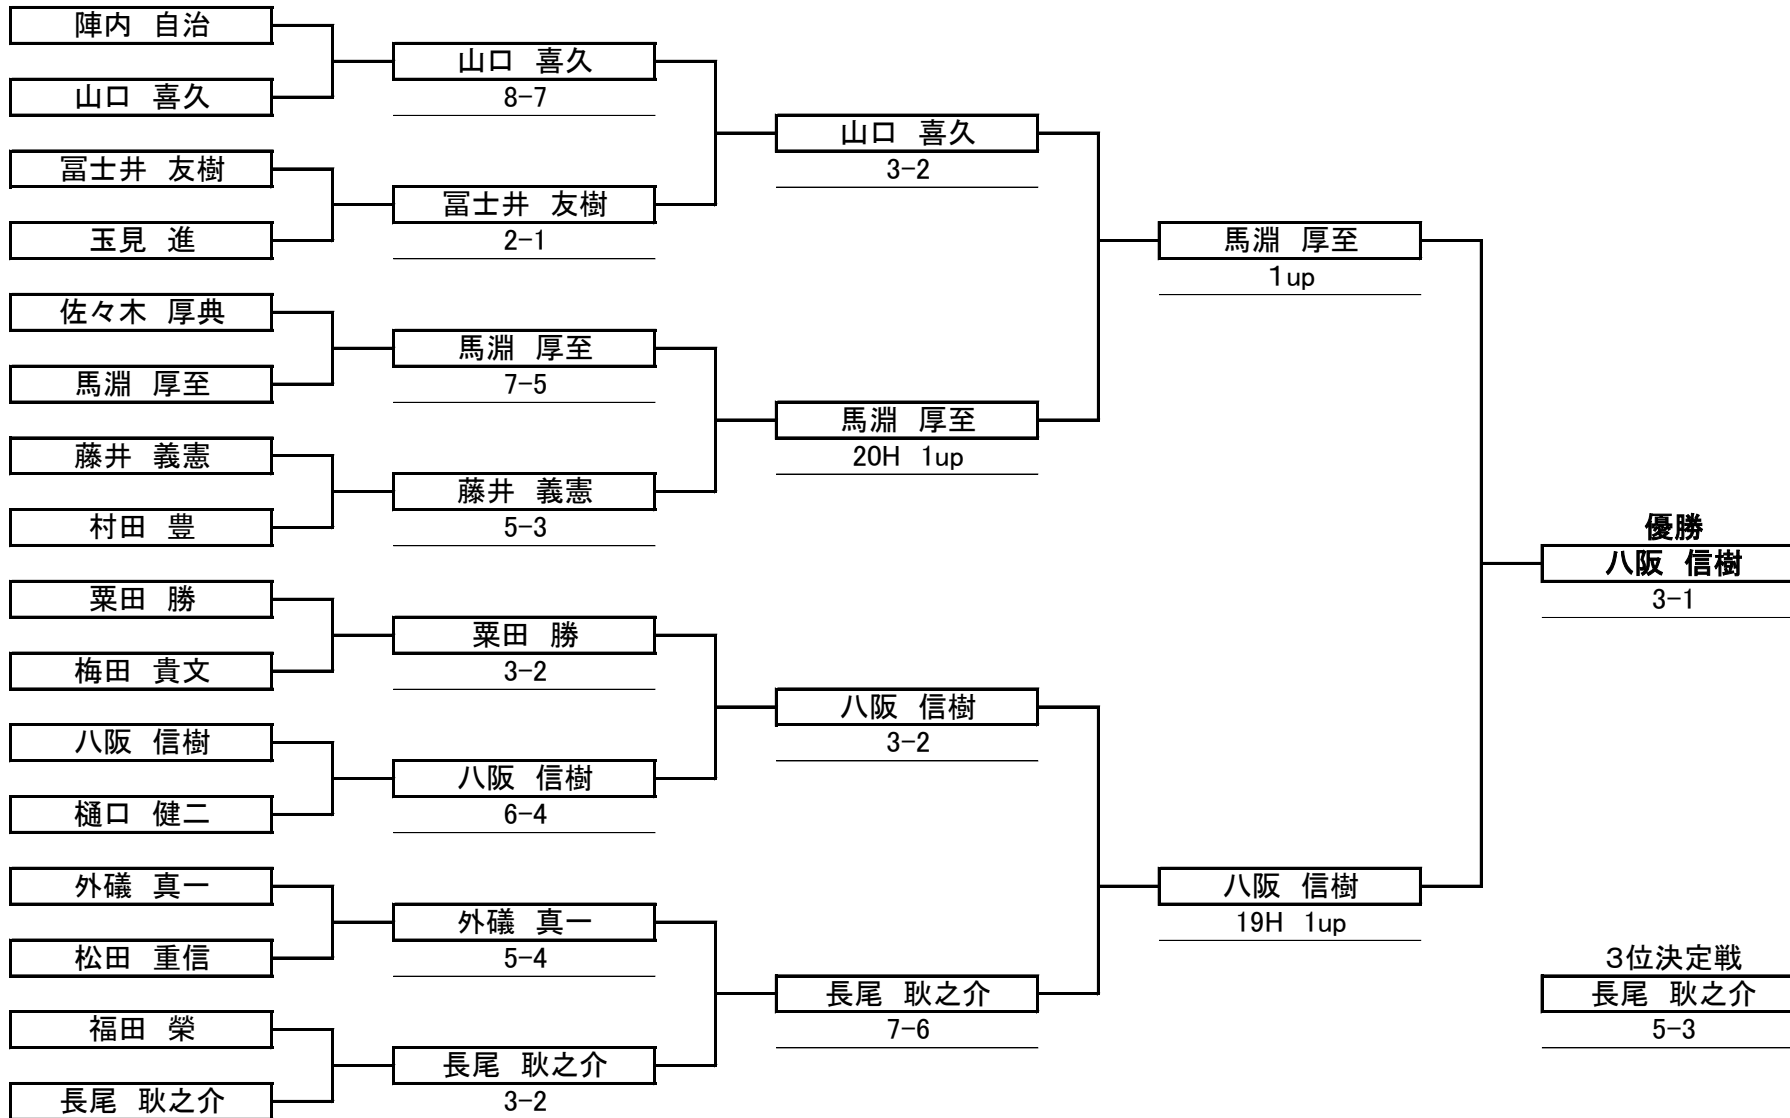 陣内　自治
山口　喜久
冨士井　友樹
玉見　進
佐々木　厚典
馬淵　厚至
藤井　義憲
村田　豊
粟田　勝
梅田　貴文
八阪　信樹
樋口　健二
外礒　真一
松田　重信
福田　榮
長尾　耿之介
山口　喜久
8-7
冨士井　友樹
2-1
馬淵　厚至
7-5
藤井　義憲
5-3
粟田　勝
3-2
八阪　信樹
6-4
外礒　真一
5-4
長尾　耿之介
3-2
山口　喜久
3-2
馬淵　厚至
20H　1up
八阪　信樹
3-2
長尾　耿之介
7-6
馬淵　厚至
1up
八阪　信樹
19H　1up
優勝
八阪　信樹
3-1
３位決定戦
長尾　耿之介
5-3